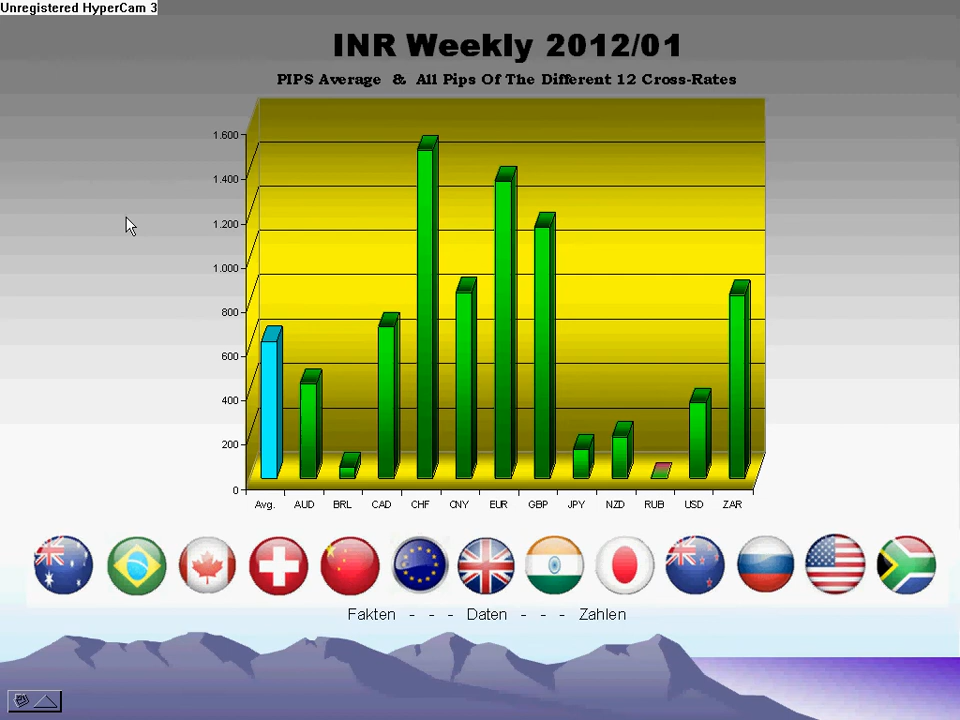 Unregistered HyperCam 3
INR Weekly 2012/01
PIPS Average & All Pips Of The Different 12 Cross-Rates
1.600
1.400
1.200
1.000
800
600
400
200
0
Avg. AUD BRL CAD CHF CNY EUR GBP JPY NZD RUB USD ZAR
Fakten - - - Daten - - - Zahlen